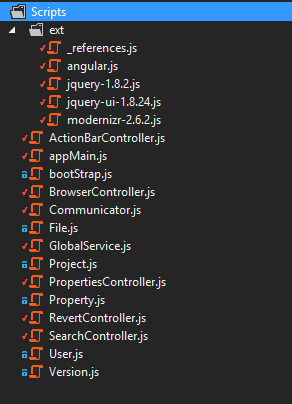 Scripts
ext
_references.js
angular.js
jquery-1.8.2.js
jquery-ui-1.8.24.js
modernizr-2.6.2.js
ActionBarController.js
appMain.js
bootStrap.js
BrowserController.js
Communicator.js
File.js
GlobalService.js
Project.js
PropertiesController.js
Property.js
RevertController.js
SearchController.js
User.js
Version.js